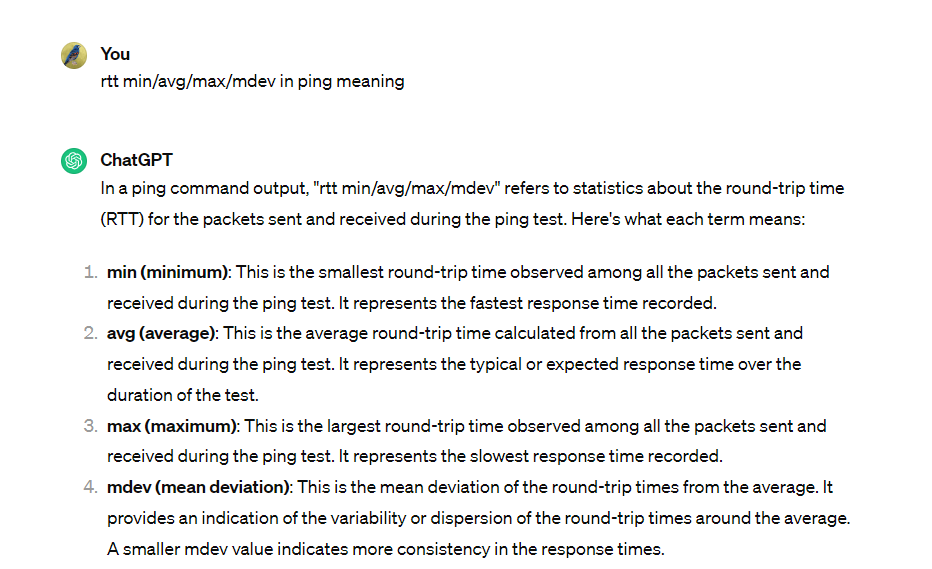 You
rtt min/avg/max/mdev in ping meaning
ChatGPT
In a ping command output, "rtt min/avg/max/mdev" refers to statistics about the round-trip time
(RTT) for the packets sent and received during the ping test. Here's what each term means:
1. min (minimum): This is the smallest round-trip time observed among all the packets sent and
received during the ping test. It represents the fastest response time recorded.
2. avg (average): This is the average round-trip time calculated from all the packets sent and
received during the ping test. It represents the typical or expected response time over the
duration of the test.
3. max (maximum): This is the largest round-trip time observed among all the packets sent and
received during the ping test. It represents the slowest response time recorded.
4. mdev (mean deviation): This is the mean deviation of the round-trip times from the average. It
provides an indication of the variability or dispersion of the round-trip times around the average.
A smaller mdev value indicates more consistency in the response times.